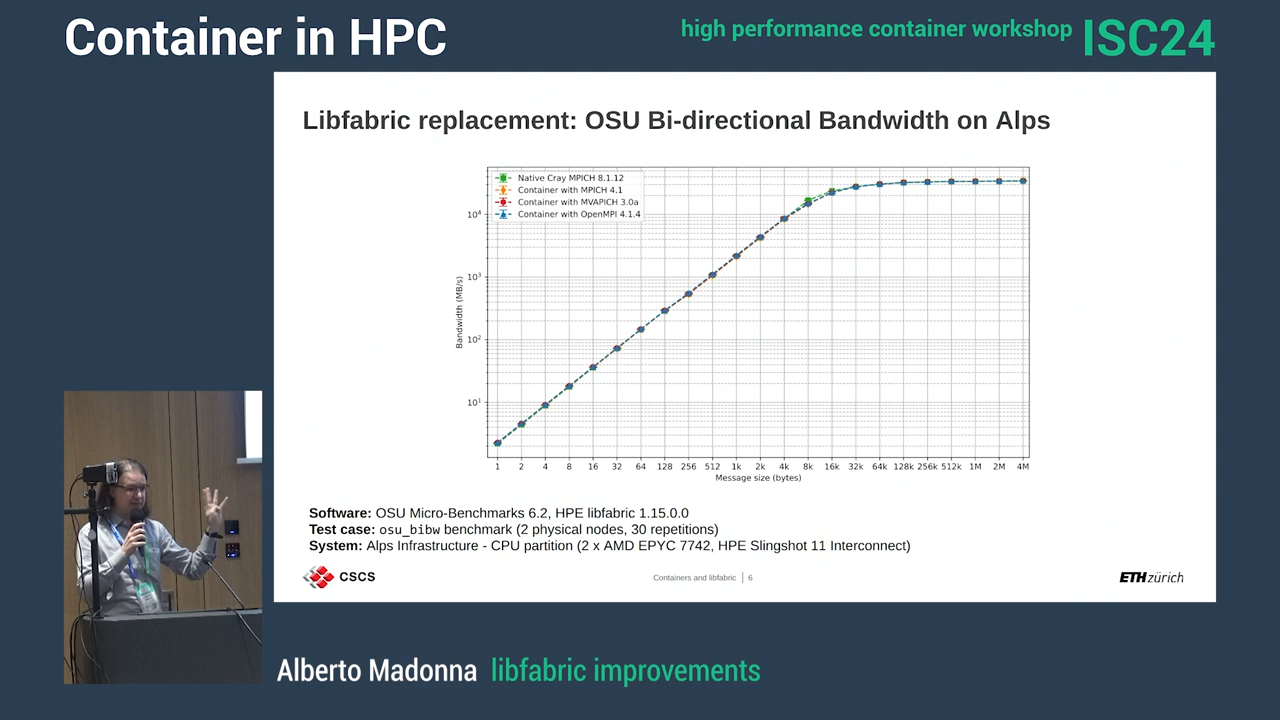 Container in HPC
high performance container workshop ISC24
Libfabric replacement: OSU Bi-directional Bandwidth on Alps
Native Cray MPICH 8.1.12
Container with MPICH 4.1
Container with MVAPICH 3.0a
Container with OpenMPI 4.1.4
10⁴
10³
10²
10¹
Bandwidth (MB/s)
1 2 4 8 16 32 64 128 256 512 1k 2k 4k 8k 16k 32k 64k 128k 256k 512k 1M 2M 4M
Message size (bytes)
Software: OSU Micro-Benchmarks 6.2, HPE libfabric 1.15.0.0
Test case: osu_bibw benchmark (2 physical nodes, 30 repetitions)
System: Alps Infrastructure - CPU partition (2 x AMD EPYC 7742, HPE Slingshot 11 Interconnect)
CSCS
Containers and libfabric | 6
ETH zürich
Alberto Madonna libfabric improvements